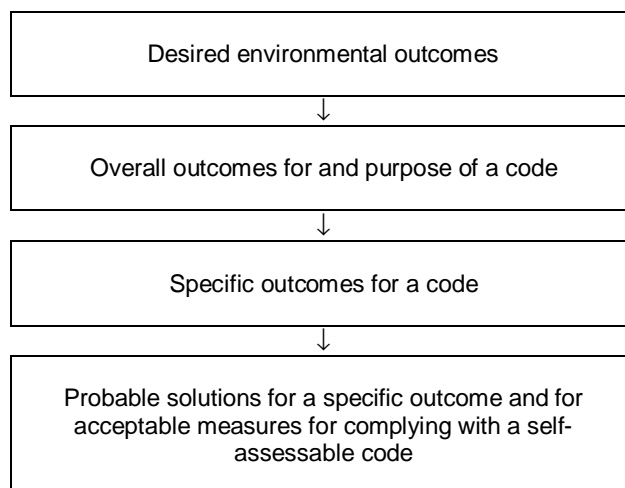 Desired environmental outcomes
↓
Overall outcomes for and purpose of a code
↓
Specific outcomes for a code
↓
Probable solutions for a specific outcome and for
acceptable measures for complying with a self-
assessable code